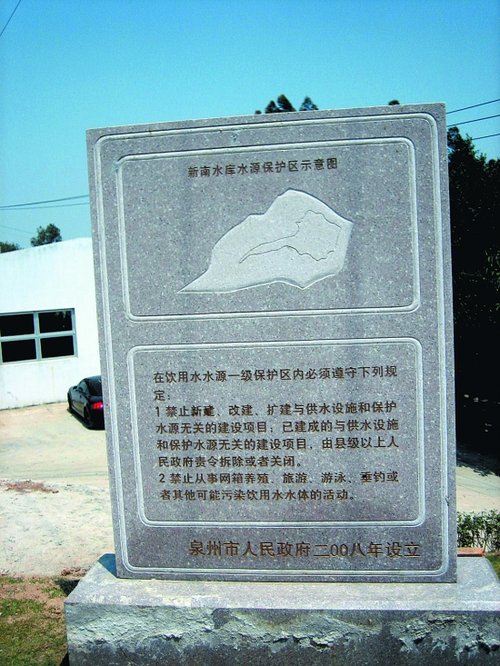 新南水库水源保护区示意图
在饮用水水源一级保护区内必须遵守下列规
定：
1 禁止新建、改建、扩建与供水设施和保护
水源无关的建设项目；已建成的与供水设施
和保护水源无关的建设项目，由县级以上人
民政府责令拆除或者关闭。
2 禁止从事网箱养殖、旅游、游泳、垂钓或
者其他可能污染饮用水水体的活动。
泉州市人民政府二00八年设立